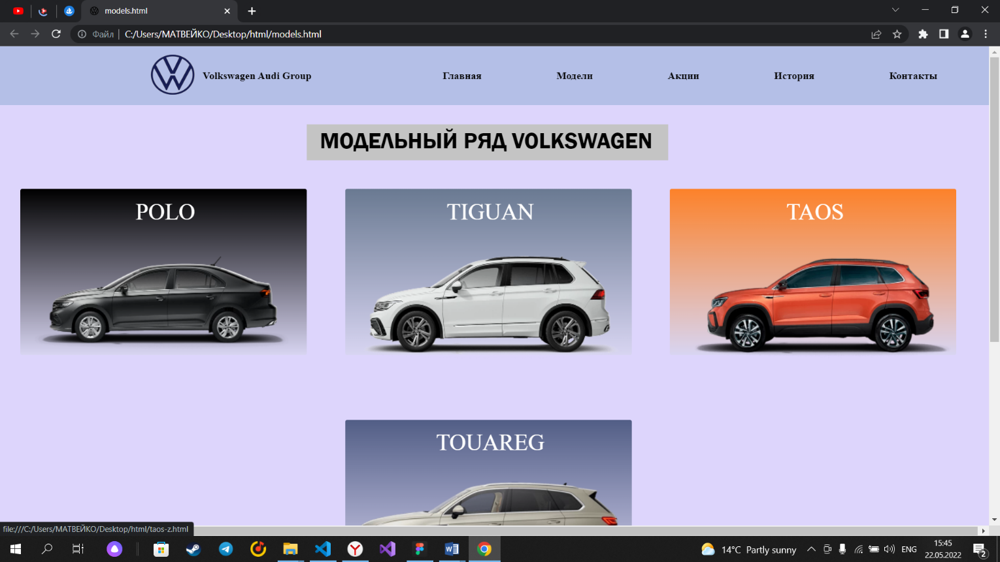 models.html
Файл
C:/Users/МАТВЕЙКО/Desktop/html/models.html
Volkswagen Audi Group
Главная
Модели
Акции
История
Контакты
МОДЕЛЬНЫЙ РЯД VOLKSWAGEN
POLO
TIGUAN
TAOS
TOUAREG
file:///C:/Users/МАТВЕЙКО/Desktop/html/taos-z.html
14°C Partly sunny
ENG
15:45
22.05.2022
2